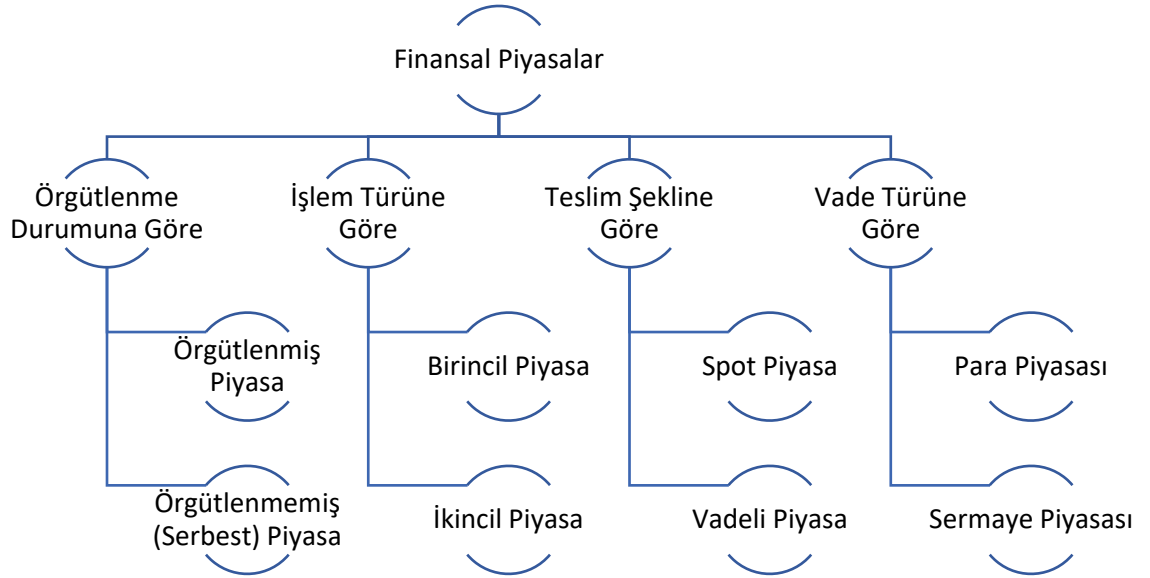 Finansal Piyasalar
Örgütlenme
Durumuna Göre
İşlem Türüne
Göre
Teslim Şekline
Göre
Vade Türüne
Göre
Örgütlenmiş
Piyasa
Birincil Piyasa
Spot Piyasa
Para Piyasası
Örgütlenmemiş
(Serbest) Piyasa
İkincil Piyasa
Vadeli Piyasa
Sermaye Piyasası